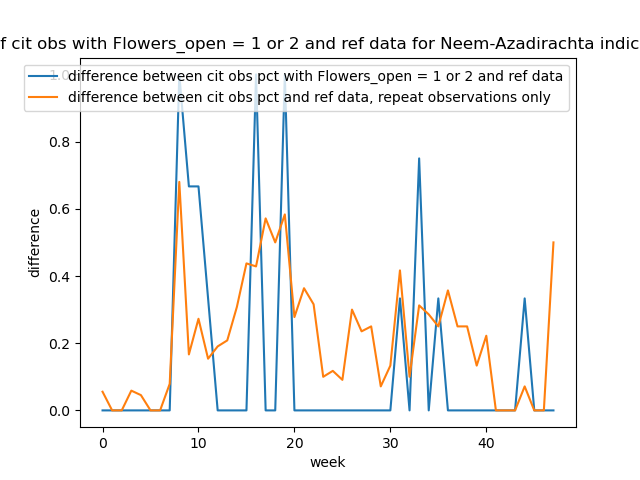 f cit obs with Flowers_open = 1 or 2 and ref data for Neem-Azadirachta indic
difference between cit obs pct with Flowers_open = 1 or 2 and ref data
difference between cit obs pct and ref data, repeat observations only
1.0
0.8
0.6
0.4
0.2
0.0
difference
0 10 20 30 40
week